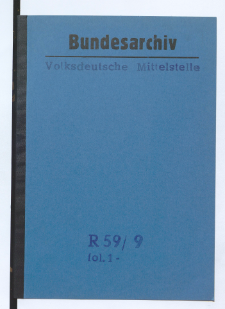 Bundesarchiv
Volksdeutsche Mittelstelle
R 59/ 9
fol. 1 -